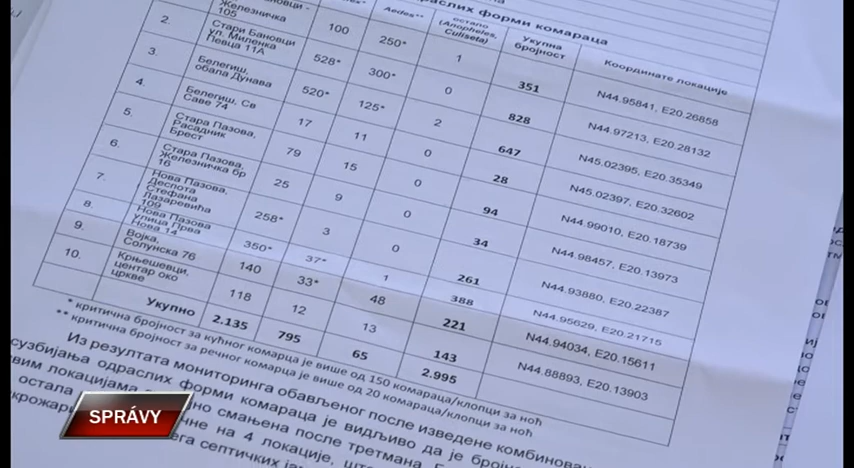 одраслих форми комараца
Aedes**
остало
(Anopheles,
Culiseta)
Укупна
бројност
Координате локације
Железничка
105
100 250* 1 351 N44.95841, E20.26858
2. Стари Бановци
ул. Миленка
Певца 11А
528* 300* 0 828 N44.97213, E20.28132
3. Белегиш,
обала Дунава
520* 125* 2 647 N45.02395, E20.35349
4. Белегиш, Св
Саве 74
17 11 0 28 N45.02397, E20.32602
5. Стара Пазова,
Расадник
Брест
79 15 0 94 N44.99010, E20.18739
6. Стара Пазова,
Железничка бр
16
25 9 0 34 N44.98457, E20.13973
7. Нова Пазова,
Деспота
Стефана
Лазаревића
109
258* 3 0 261 N44.93880, E20.22387
8. Нова Пазова
улица Прва
Нова 14
350* 37* 1 388 N44.95629, E20.21715
9. Војка,
Солунска 76
140 33* 48 221 N44.94034, E20.15611
10. Крњешевци,
центар око
цркве
118 12 13 143 N44.88893, E20.13903
Укупно 2.135 795 65 2.995
* критична бројност за кућног комарца је више од 150 комараца/клопци за ноћ
** критична бројност за речног комарца је више од 20 комараца/клопци за ноћ
Из резултата мониторинга обављеног после изведене комбинован
сузбијања одраслих форми комараца је видљиво да је бројн
свим локацијама смањена после третмана.
остала на 4 локације,
септичких
SPRÁVY